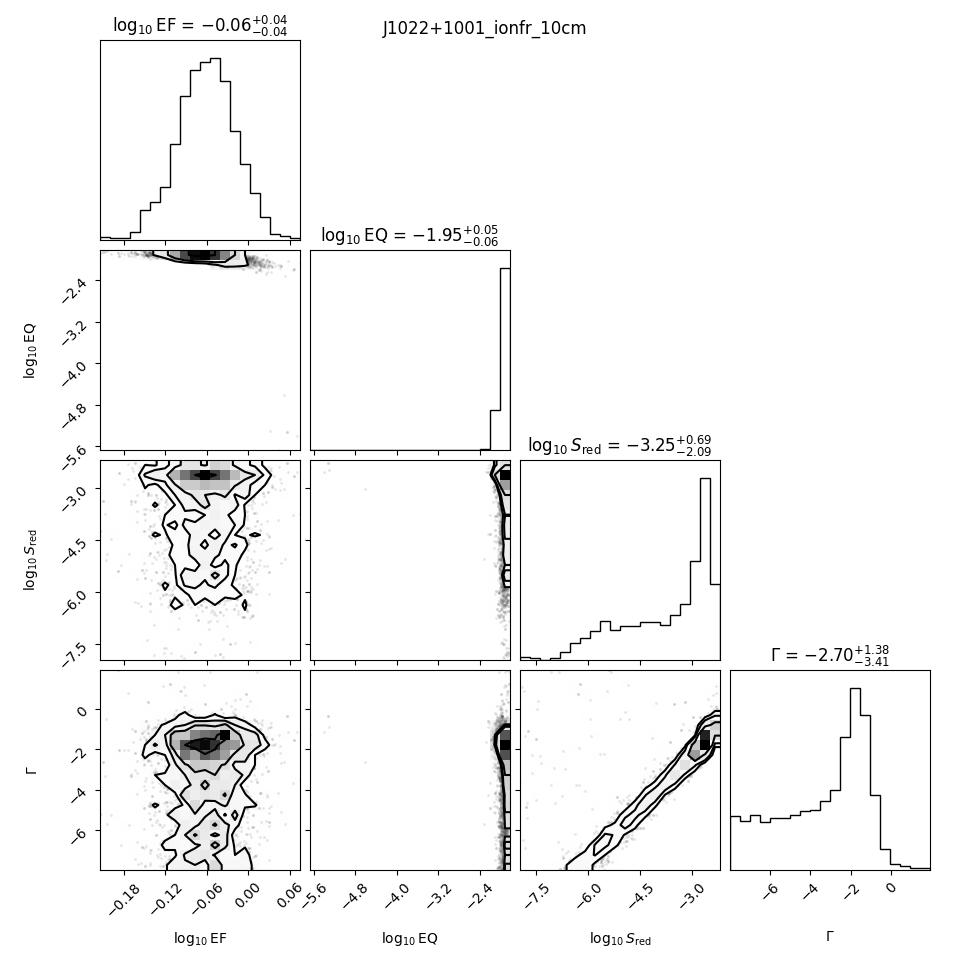 J1022+1001_ionfr_10cm
log₁₀ EF = −0.06⁺⁰·⁰⁴₋₀.₀₄
log₁₀ EQ = −1.95⁺⁰·⁰⁵₋₀.₀₆
−2.4
−3.2
−4.0
−4.8
−5.6
log₁₀ EQ
log₁₀ S_red = −3.25⁺⁰·⁶⁹₋₂.₀₉
−3.0
−4.5
−6.0
−7.5
log₁₀ S_red
Γ = −2.70⁺¹·³⁸₋₃.₄₁
0
−2
−4
−6
Γ
−0.18 −0.12 −0.06 0.00 0.06
−5.6 −4.8 −4.0 −3.2 −2.4
−7.5 −6.0 −4.5 −3.0
−6 −4 −2 0
log₁₀ EF log₁₀ EQ log₁₀ S_red Γ